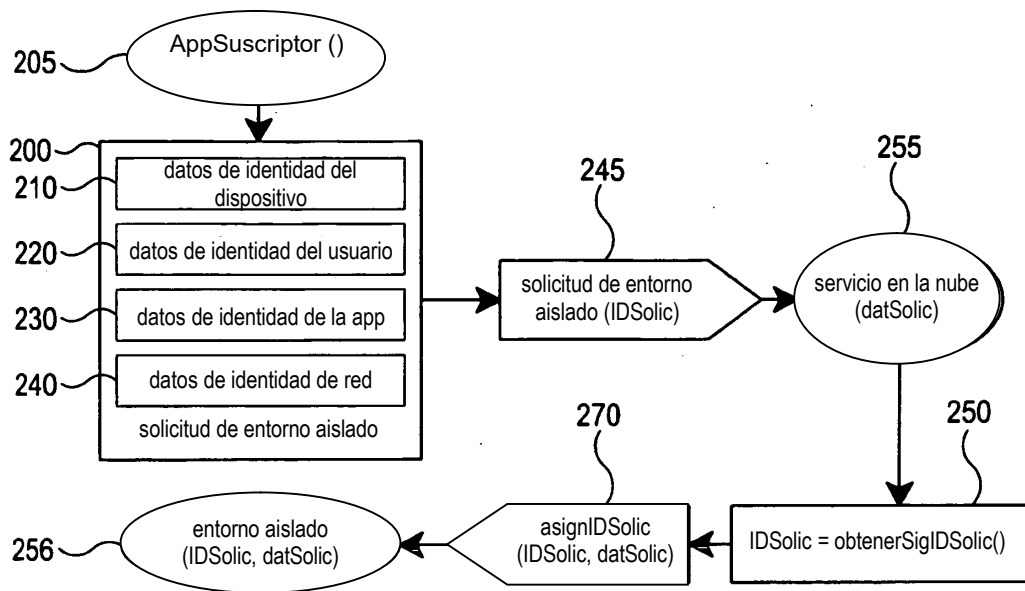 AppSuscriptor ()
205
200
datos de identidad del
dispositivo
210
datos de identidad del usuario
220
datos de identidad de la app
230
datos de identidad de red
240
solicitud de entorno aislado
245
solicitud de entorno
aislado (IDSolic)
255
servicio en la nube
(datSolic)
250
IDSolic = obtenerSigIDSolic()
270
asignIDSolic
(IDSolic, datSolic)
entorno aislado
(IDSolic, datSolic)
256